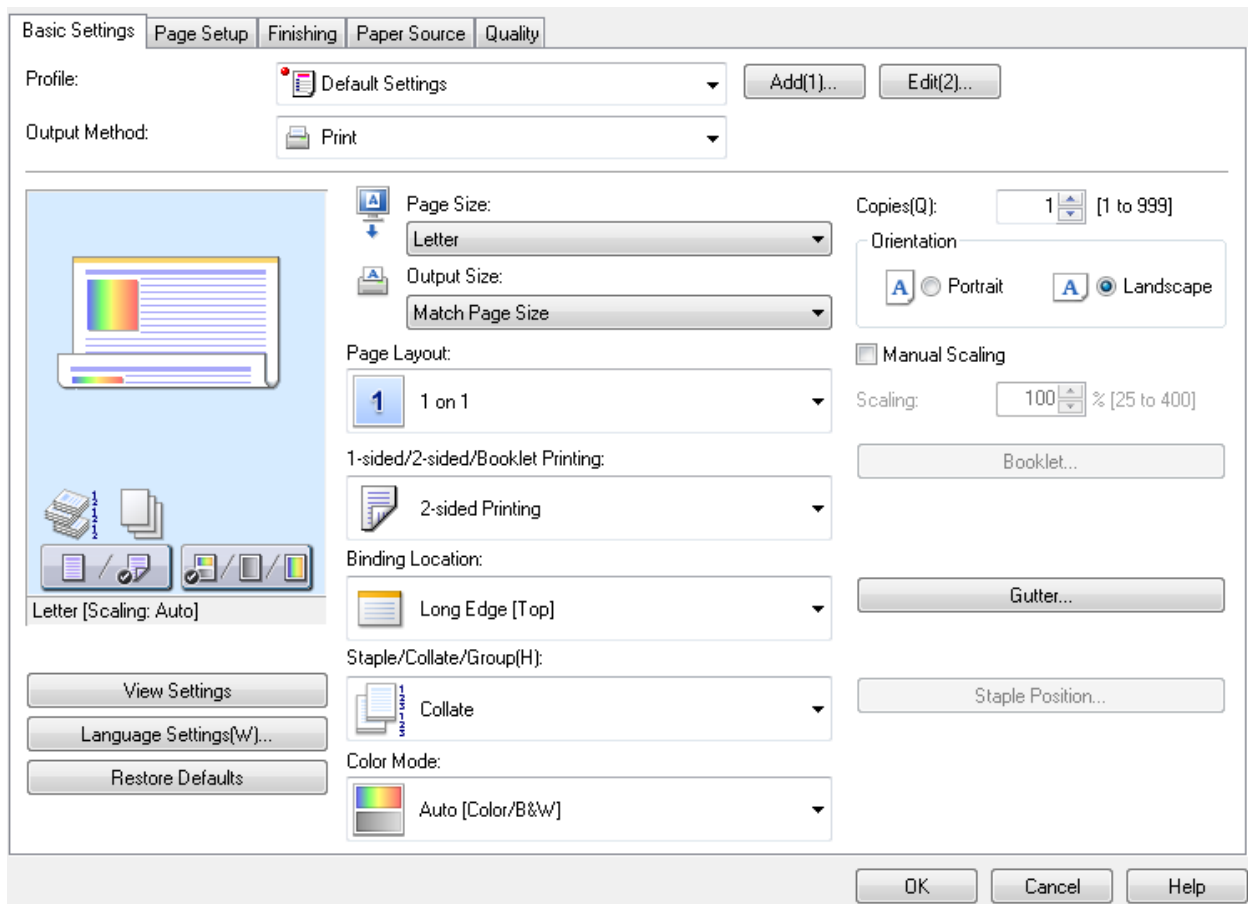 Basic Settings Page Setup Finishing Paper Source Quality
Profile: Default Settings Add(1)... Edit(2)...
Output Method: Print
Page Size: Copies(Q): 1 [1 to 999]
Letter
Orientation
Output Size:
A Portrait A Landscape
Match Page Size
Page Layout: Manual Scaling
1 1 on 1 Scaling: 100 % [25 to 400]
1-sided/2-sided/Booklet Printing: Booklet...
2-sided Printing
Binding Location:
Long Edge [Top] Gutter...
Letter [Scaling: Auto]
Staple/Collate/Group(H):
View Settings Collate Staple Position...
Language Settings(W)...
Color Mode:
Restore Defaults
Auto [Color/B&W]
OK Cancel Help